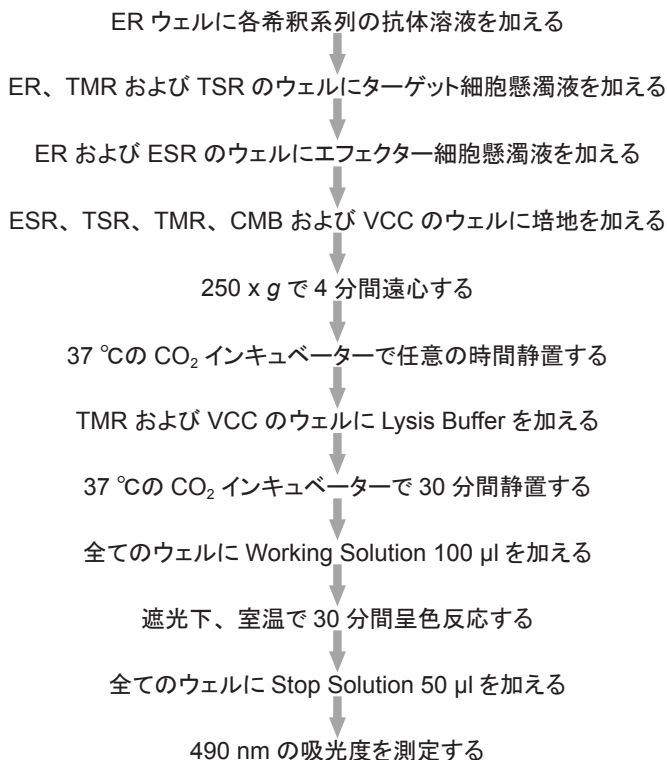 ER ウェルに各希釈系列の抗体溶液を加える
ER、TMR および TSR のウェルにターゲット細胞懸濁液を加える
ER および ESR のウェルにエフェクター細胞懸濁液を加える
ESR、TSR、TMR、CMB および VCC のウェルに培地を加える
250 x g で 4 分間遠心する
37 ℃の CO₂ インキュベーターで任意の時間静置する
TMR および VCC のウェルに Lysis Buffer を加える
37 ℃の CO₂ インキュベーターで 30 分間静置する
全てのウェルに Working Solution 100 µl を加える
遮光下、室温で 30 分間呈色反応する
全てのウェルに Stop Solution 50 µl を加える
490 nm の吸光度を測定する